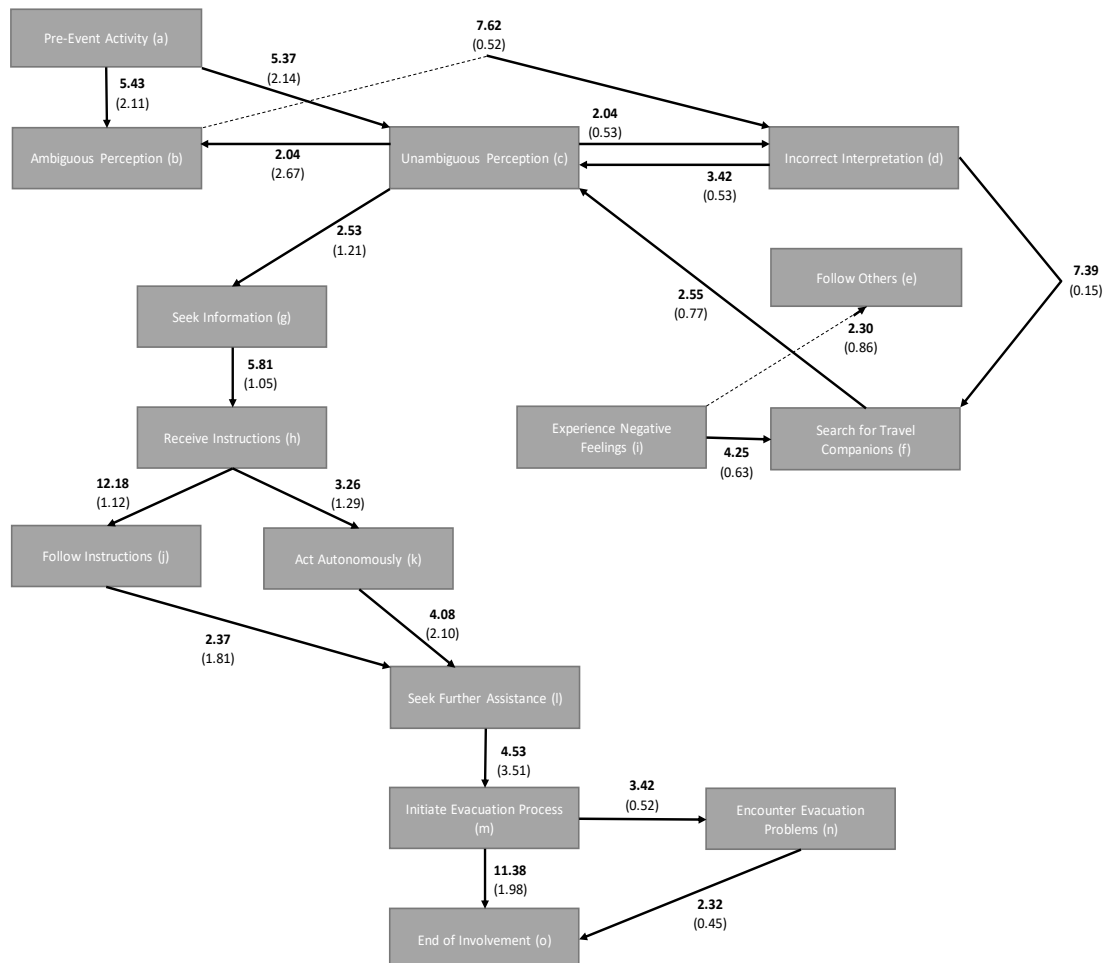 7.62
(0.52)
Pre-Event Activity (a)
5.37
(2.14)
5.43
(2.11)
2.04
(0.53)
Ambiguous Perception (b)
Unambiguous Perception (c)
Incorrect Interpretation (d)
2.04
(2.67)
3.42
(0.53)
2.53
(1.21)
7.39
(0.15)
Follow Others (e)
2.55
(0.77)
Seek Information (g)
2.30
(0.86)
5.81
(1.05)
Receive Instructions (h)
Experience Negative
Feelings (i)
Search for Travel
Companions (f)
4.25
(0.63)
12.18
(1.12)
3.26
(1.29)
Follow Instructions (j)
Act Autonomously (k)
4.08
(2.10)
2.37
(1.81)
Seek Further Assistance (l)
4.53
(3.51)
3.42
(0.52)
Initiate Evacuation Process
(m)
Encounter Evacuation
Problems (n)
11.38
(1.98)
2.32
(0.45)
End of Involvement (o)